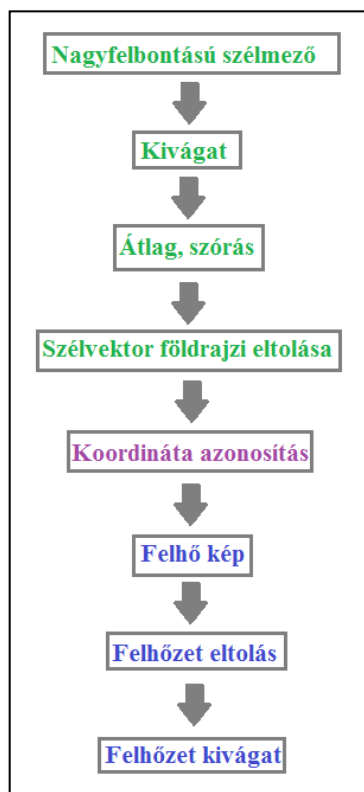 Nagyfelbontású szélmező
Kivágat
Átlag, szórás
Szélvektor földrajzi eltolása
Koordináta azonosítás
Felhő kép
Felhőzet eltolás
Felhőzet kivágat